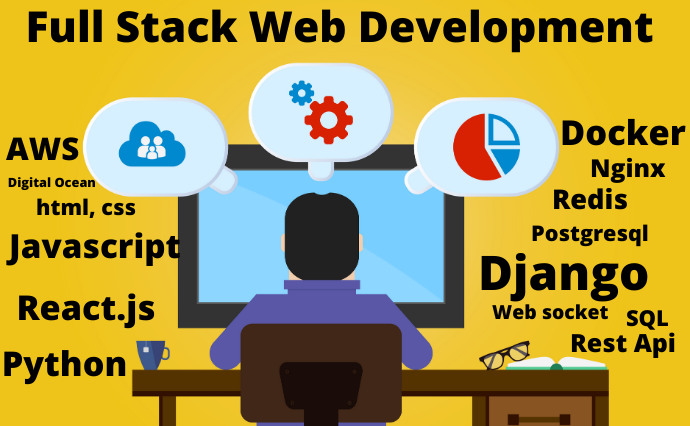 Full Stack Web Development
AWS
Digital Ocean
html, css
Javascript
React.js
Python
Docker
Nginx
Redis
Postgresql
Django
Web socket
SQL
Rest Api